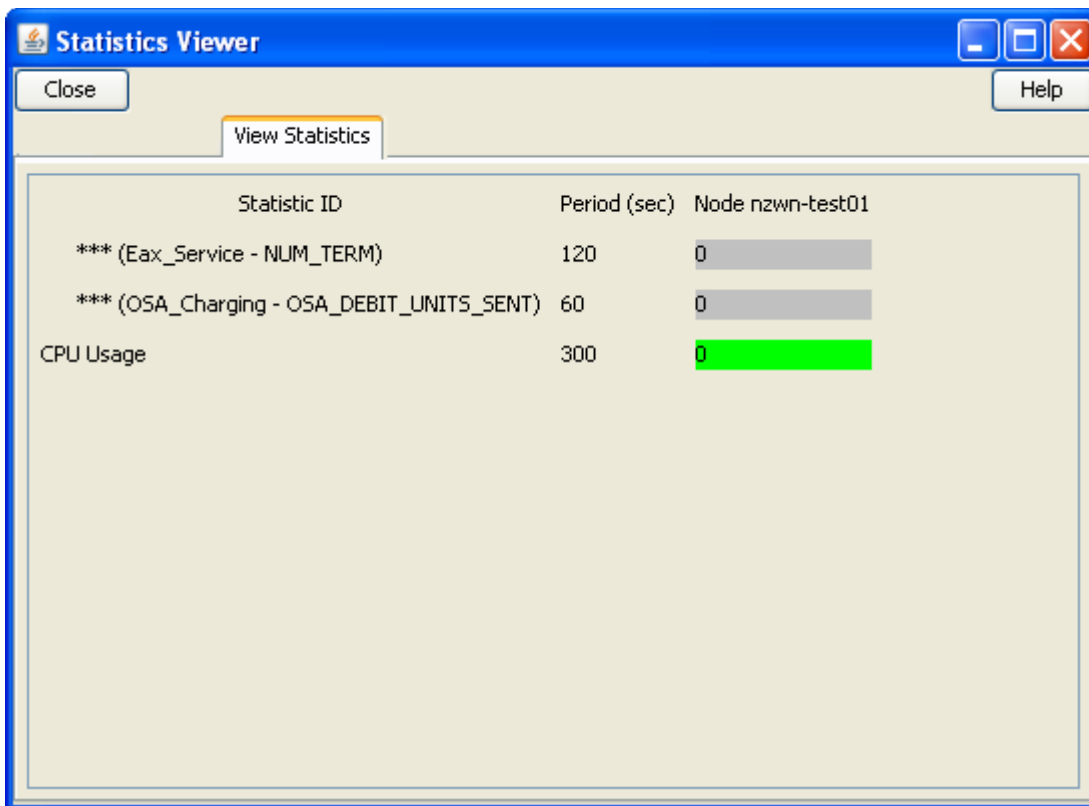 Statistics Viewer
Close Help
View Statistics
Statistic ID Period (sec) Node nzwn-test01
*** (Eax_Service - NUM_TERM) 120 0
*** (OSA_Charging - OSA_DEBIT_UNITS_SENT) 60 0
CPU Usage 300 0